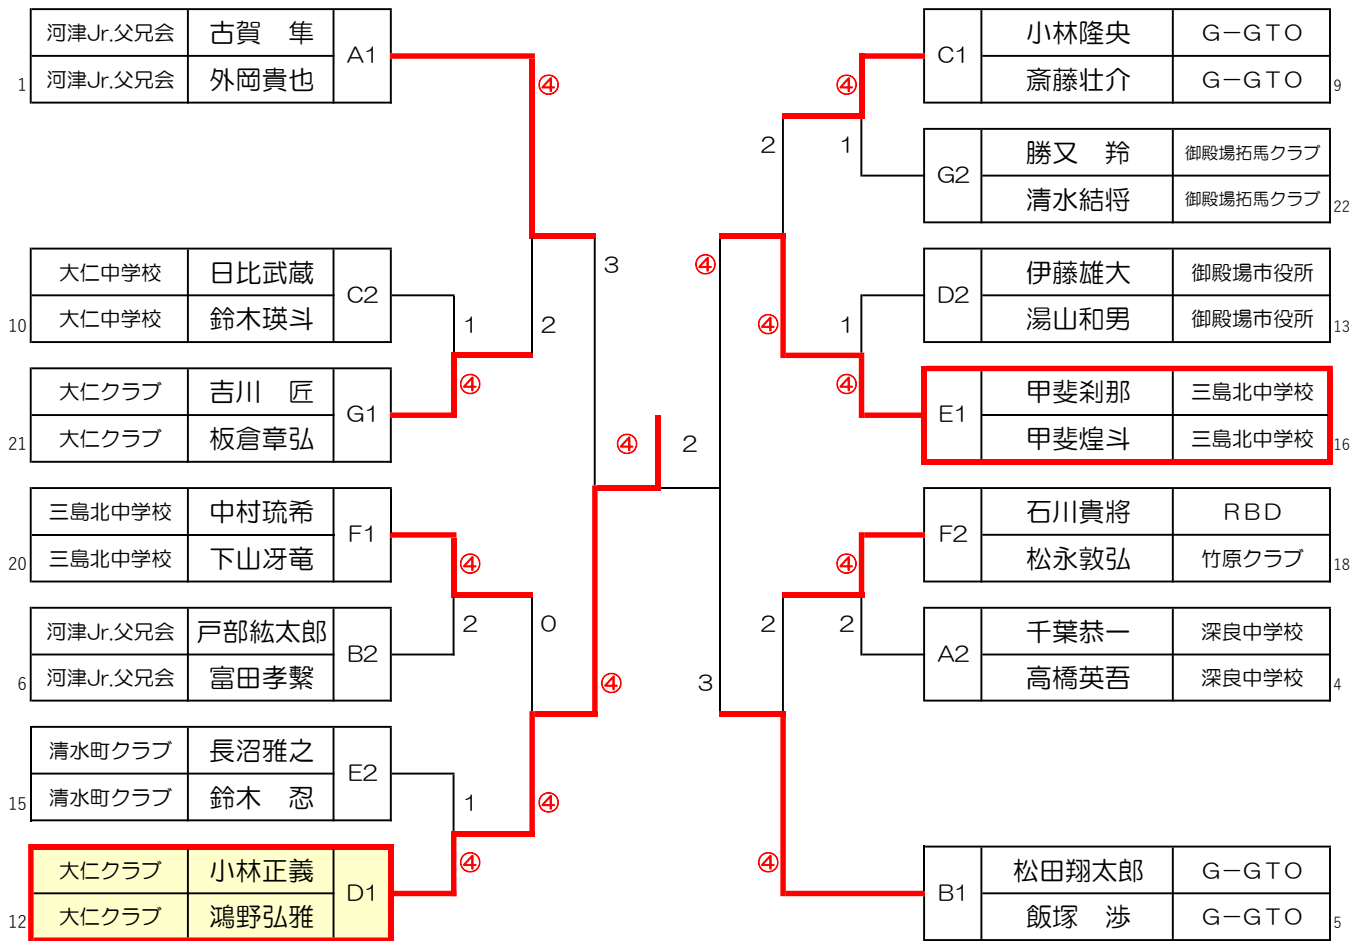 河津Jr.父兄会 古賀　隼 A1
1 河津Jr.父兄会 外岡貴也
④
大仁中学校 日比武蔵 C2
10 大仁中学校 鈴木瑛斗
3
1
2
大仁クラブ 吉川　匠 G1
21 大仁クラブ 板倉章弘
④
④
2
三島北中学校 中村琉希 F1
20 三島北中学校 下山冴竜
④
河津Jr.父兄会 戸部紘太郎 B2
6 河津Jr.父兄会 富田孝繋
2
0
④
清水町クラブ 長沼雅之 E2
15 清水町クラブ 鈴木　忍
1
④
大仁クラブ 小林正義 D1
12 大仁クラブ 鴻野弘雅
④
C1 小林隆央 G－GTO
斎藤壮介 G－GTO 9
④
2
1
G2 勝又　羚 御殿場拓馬クラブ
清水結将 御殿場拓馬クラブ 22
④
D2 伊藤雄大 御殿場市役所
湯山和男 御殿場市役所 13
④
1
E1 甲斐刹那 三島北中学校
甲斐煌斗 三島北中学校 16
④
F2 石川貴將 RBD
松永敦弘 竹原クラブ 18
④
A2 千葉恭一 深良中学校
高橋英吾 深良中学校 4
2
2
3
B1 松田翔太郎 G－GTO
飯塚　渉 G－GTO 5
④